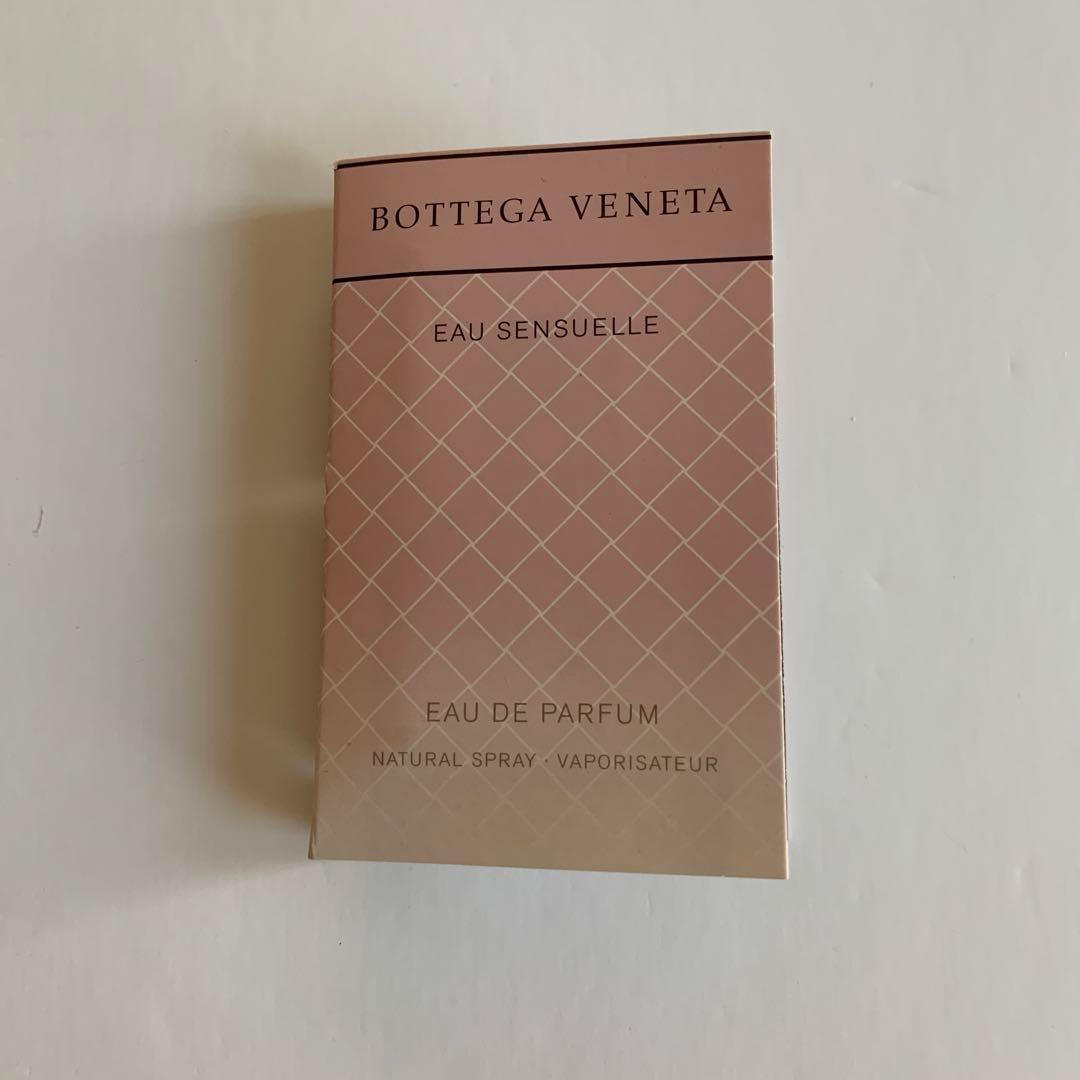 BOTTEGA VENETA
EAU SENSUELLE
EAU DE PARFUM
NATURAL SPRAY · VAPORISATEUR